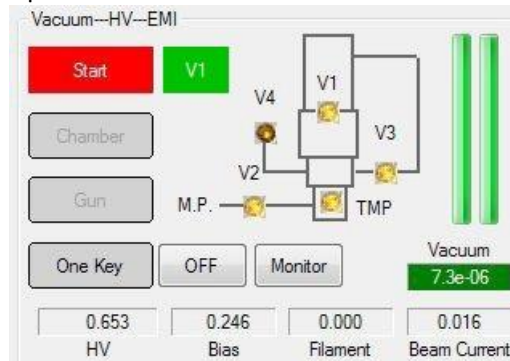 Vacuum---HV---EMI
Start
V1
V4
V1
V3
Chamber
V2
Gun
M.P.
TMP
One Key
OFF
Monitor
Vacuum
7.3e-06
0.653
0.246
0.000
0.016
HV
Bias
Filament
Beam Current